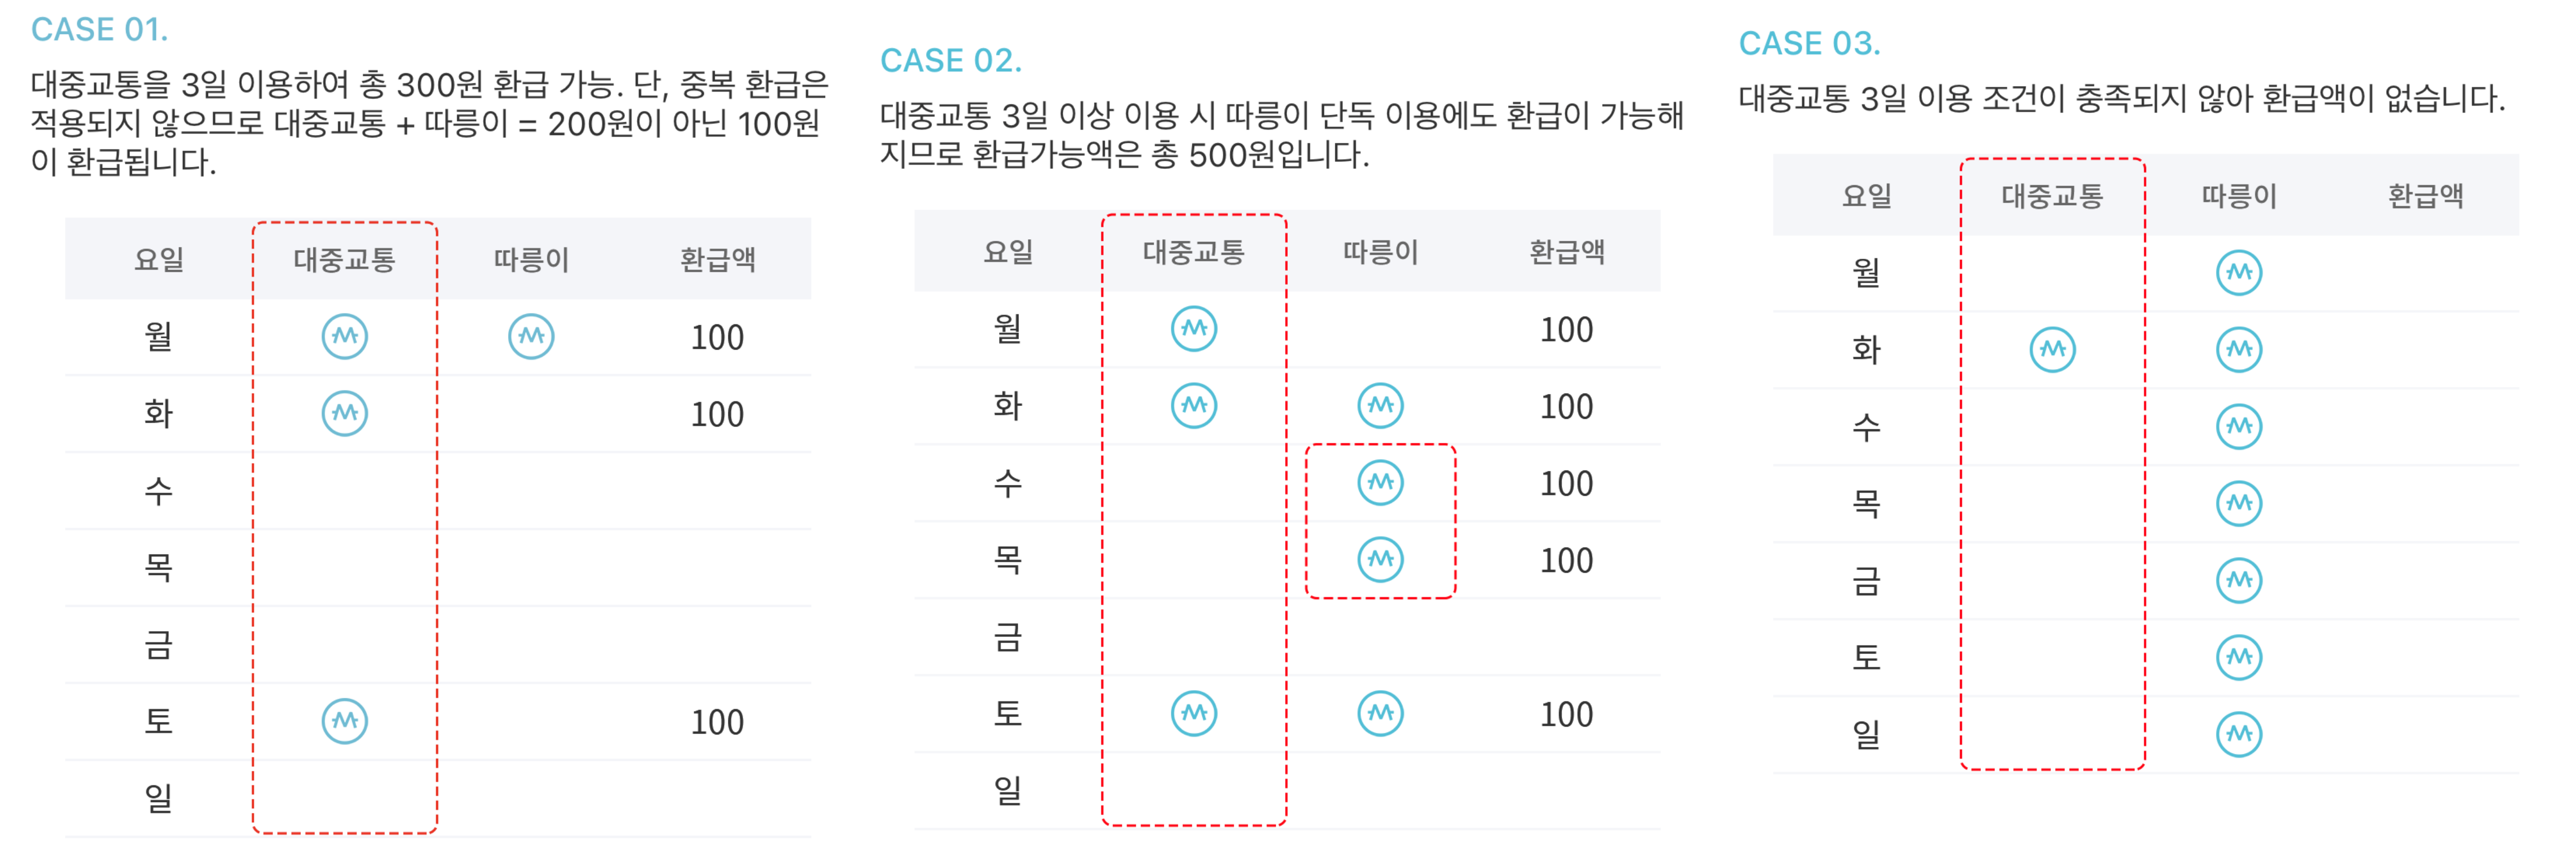 CASE 01.
대중교통을 3일 이용하여 총 300원 환급 가능. 단, 중복 환급은
적용되지 않으므로 대중교통 + 따릉이 = 200원이 아닌 100원
이 환급됩니다.
요일 대중교통 따릉이 환급액
월 100
화 100
수
목
금
토 100
일
CASE 02.
대중교통 3일 이상 이용 시 따릉이 단독 이용에도 환급이 가능해
지므로 환급가능액은 총 500원입니다.
요일 대중교통 따릉이 환급액
월 100
화 100
수 100
목 100
금
토 100
일
CASE 03.
대중교통 3일 이용 조건이 충족되지 않아 환급액이 없습니다.
요일 대중교통 따릉이 환급액
월
화
수
목
금
토
일